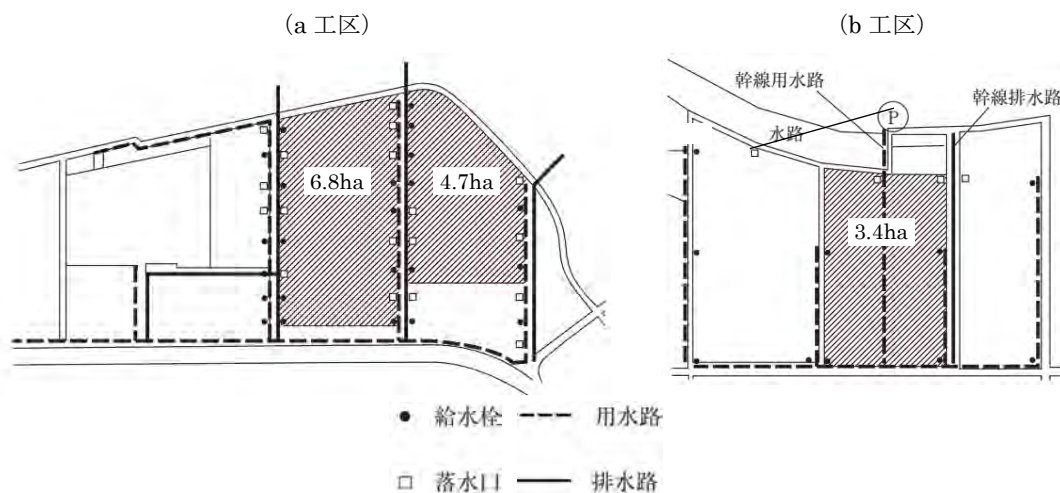 (a 工区)
(b 工区)
幹線用水路
幹線排水路
P
水路
6.8ha
4.7ha
3.4ha
給水栓
用水路
落水口
排水路